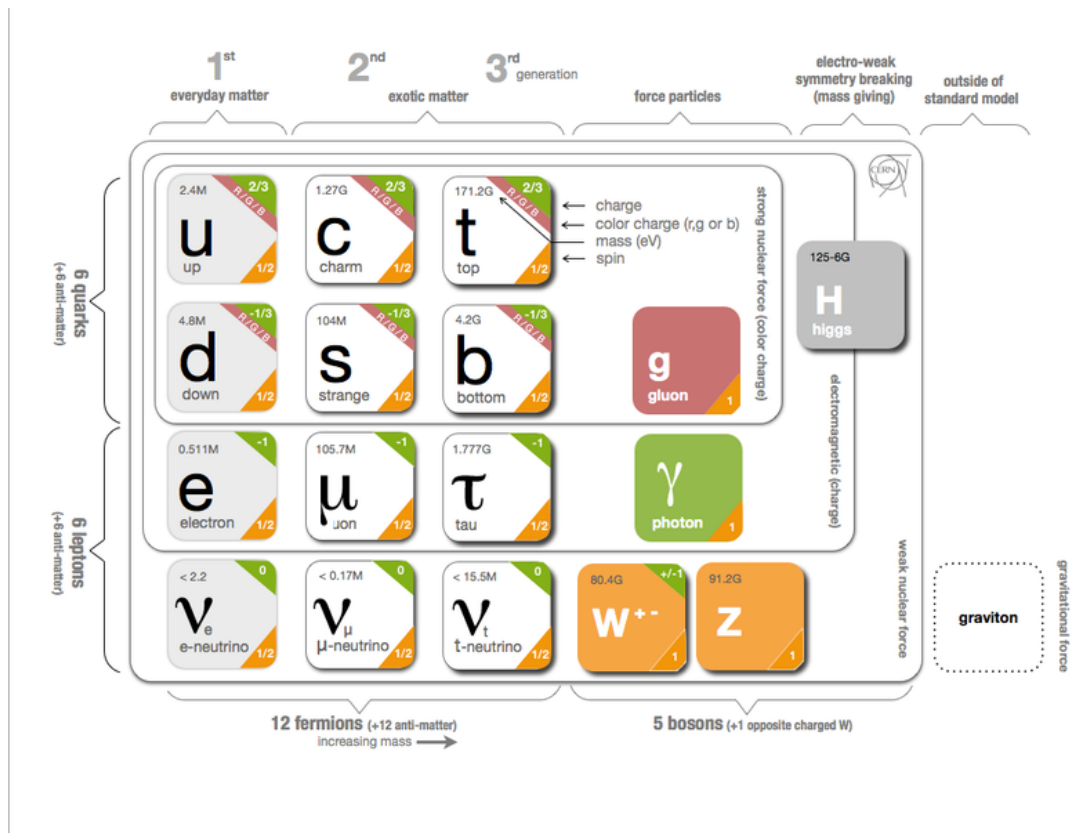 1st
2nd
3rd generation
everyday matter
exotic matter
force particles
electro-weak
symmetry breaking
(mass giving)
outside of
standard model
6 quarks
(+6 anti-matter)
2.4M
2/3
R/G/B
u
up
1/2
1.27G
2/3
R/G/B
c
charm
1/2
171.2G
2/3
R/G/B
t
top
1/2
charge
color charge (r,g or b)
mass (eV)
spin
strong nuclear force (color charge)
CERN
125-6G
H
higgs
4.8M
-1/3
R/G/B
d
down
1/2
104M
-1/3
R/G/B
s
strange
1/2
4.2G
-1/3
R/G/B
b
bottom
1/2
g
gluon
1
electromagnetic (charge)
6 leptons
(+6 anti-matter)
0.511M
-1
e
electron
1/2
105.7M
-1
μ
uon
1/2
1.777G
-1
τ
tau
1/2
γ
photon
1
weak nuclear force
< 2.2
0
νe
e-neutrino
1/2
< 0.17M
0
νμ
μ-neutrino
1/2
< 15.5M
0
νt
t-neutrino
1/2
80.4G
+/-1
W+-
1
91.2G
Z
1
graviton
gravitational force
12 fermions (+12 anti-matter)
increasing mass
5 bosons (+1 opposite charged W)